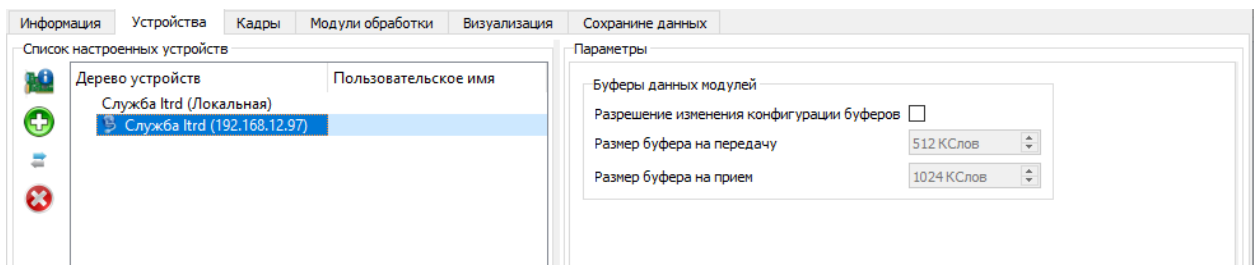 Информация Устройства Кадры Модули обработки Визуализация Сохранине данных
Список настроенных устройств
Дерево устройств Пользовательское имя
Служба ltrd (Локальная)
Служба ltrd (192.168.12.97)
Параметры
Буферы данных модулей
Разрешение изменения конфигурации буферов
Размер буфера на передачу 512 КСлов
Размер буфера на прием 1024 КСлов